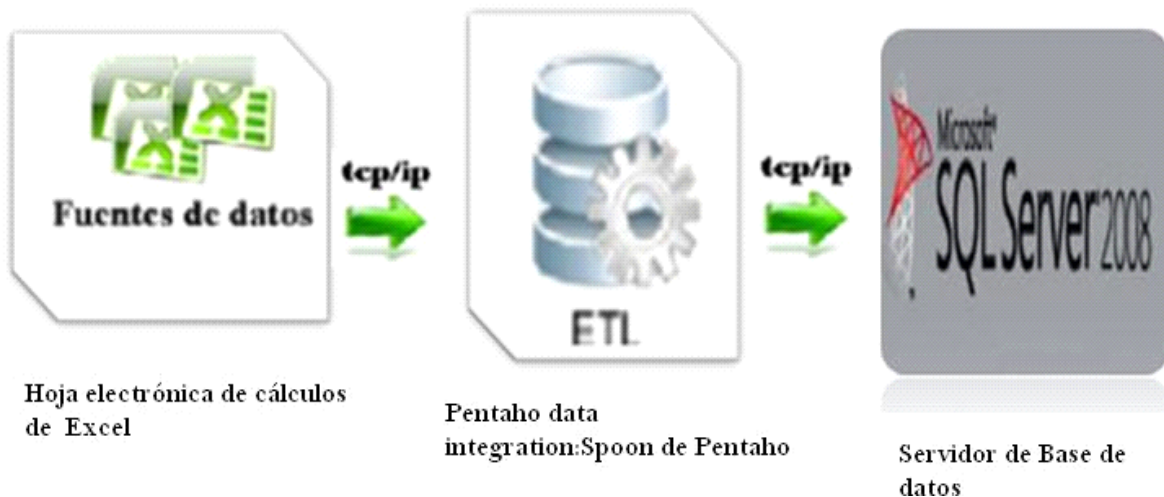 Fuentes de datos
tcp/ip
ETL
tcp/ip
Microsoft
SQL Server 2008
Hoja electrónica de cálculos
de Excel
Pentaho data
integration:Spoon de Pentaho
Servidor de Base de
datos